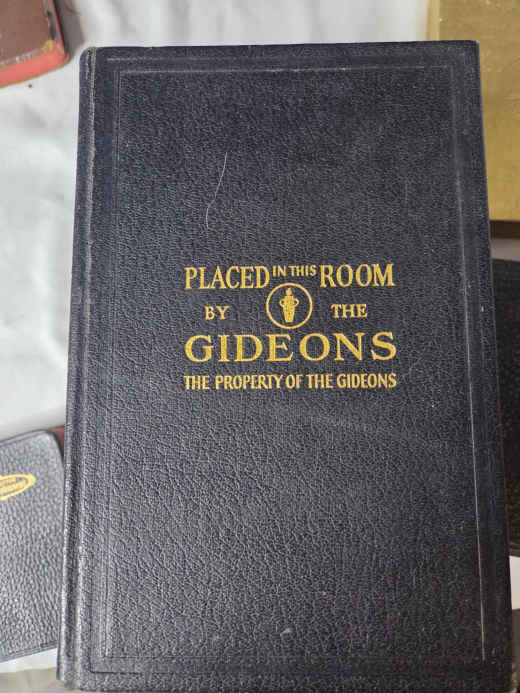 PLACED IN THIS ROOM
BY THE
GIDEONS
THE PROPERTY OF THE GIDEONS